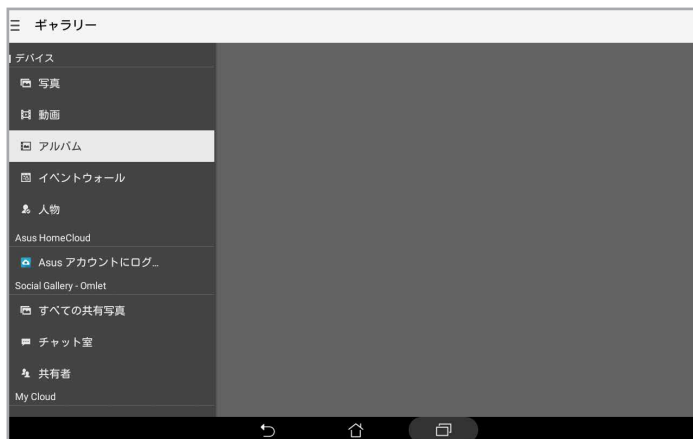 ギャラリー
デバイス
写真
動画
アルバム
イベントウォール
人物
Asus HomeCloud
Asus アカウントにログ...
Social Gallery - Omlet
すべての共有写真
チャット室
共有者
My Cloud